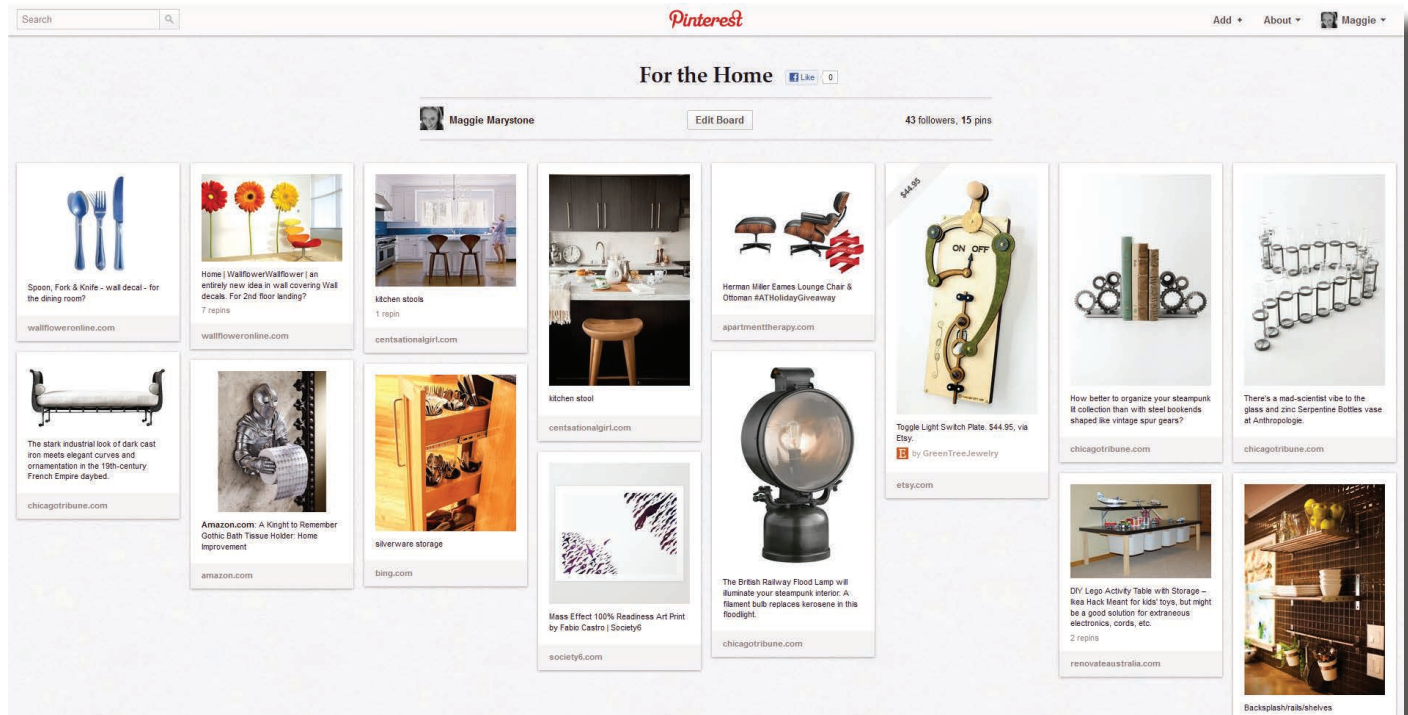 Search
Pinterest
Add +
About
Maggie
For the Home
Like
0
Maggie Marystone
Edit Board
43 followers, 15 pins
Spoon, Fork & Knife - wall decal - for
the dining room?
wallfloweronline.com
The stark industrial look of dark cast
iron meets elegant curves and
ornamentation in the 19th-century
French Empire daybed.
chicagotribune.com
Home | WallflowerWallflower | an
entirely new idea in wall covering Wall
decals. For 2nd floor landing?
7 repins
wallfloweronline.com
Amazon.com: A Kinght to Remember
Gothic Bath Tissue Holder: Home
Improvement
amazon.com
kitchen stools
1 repin
centsationalgirl.com
silverware storage
bing.com
kitchen stool
centsationalgirl.com
Mass Effect 100% Readiness Art Print
by Fabio Castro | Society6
society6.com
Herman Miller Eames Lounge Chair &
Ottoman #ATHolidayGiveaway
apartmenttherapy.com
The British Railway Flood Lamp will
illuminate your steampunk interior. A
filament bulb replaces kerosene in this
floodlight.
chicagotribune.com
$44.95
ON OFF
Toggle Light Switch Plate. $44.95, via
Etsy.
E by GreenTreeJewelry
etsy.com
How better to organize your steampunk
lit collection than with steel bookends
shaped like vintage spur gears?
chicagotribune.com
DIY Lego Activity Table with Storage –
Ikea Hack Meant for kids' toys, but might
be a good solution for extraneous
electronics, cords, etc.
2 repins
renovateaustralia.com
There's a mad-scientist vibe to the
glass and zinc Serpentine Bottles vase
at Anthropologie.
chicagotribune.com
Backsplash/rails/shelves